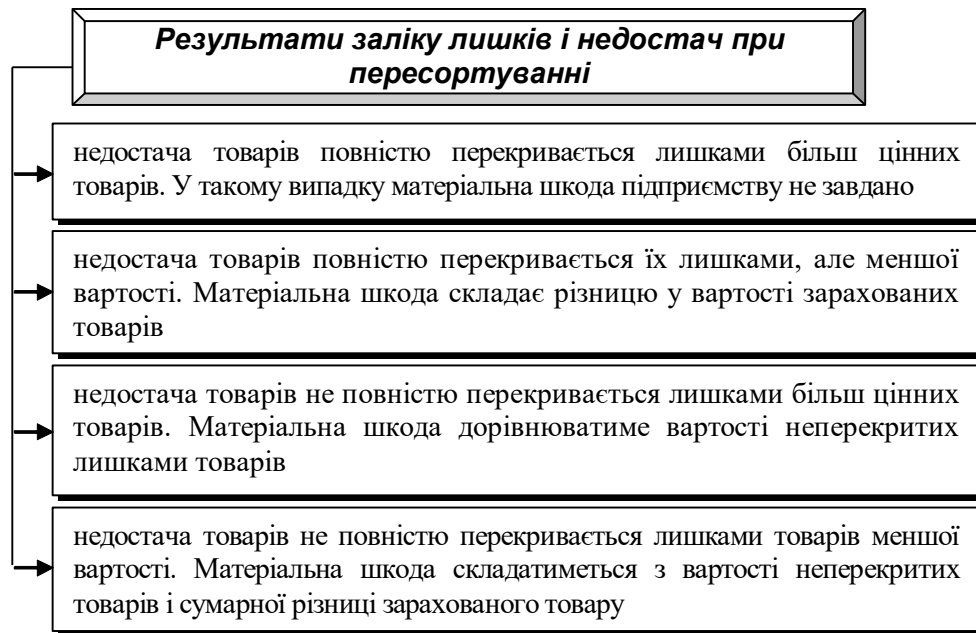 Результати заліку лишків і недостач при
пересортуванні
недостача товарів повністю перекривається лишками більш цінних
товарів. У такому випадку матеріальна шкода підприємству не завдано
недостача товарів повністю перекривається їх лишками, але меншої
вартості. Матеріальна шкода складає різницю у вартості зарахованих
товарів
недостача товарів не повністю перекривається лишками більш цінних
товарів. Матеріальна шкода дорівнюватиме вартості неперекритих
лишками товарів
недостача товарів не повністю перекривається лишками товарів меншої
вартості. Матеріальна шкода складатиметься з вартості неперекритих
товарів і сумарної різниці зарахованого товару